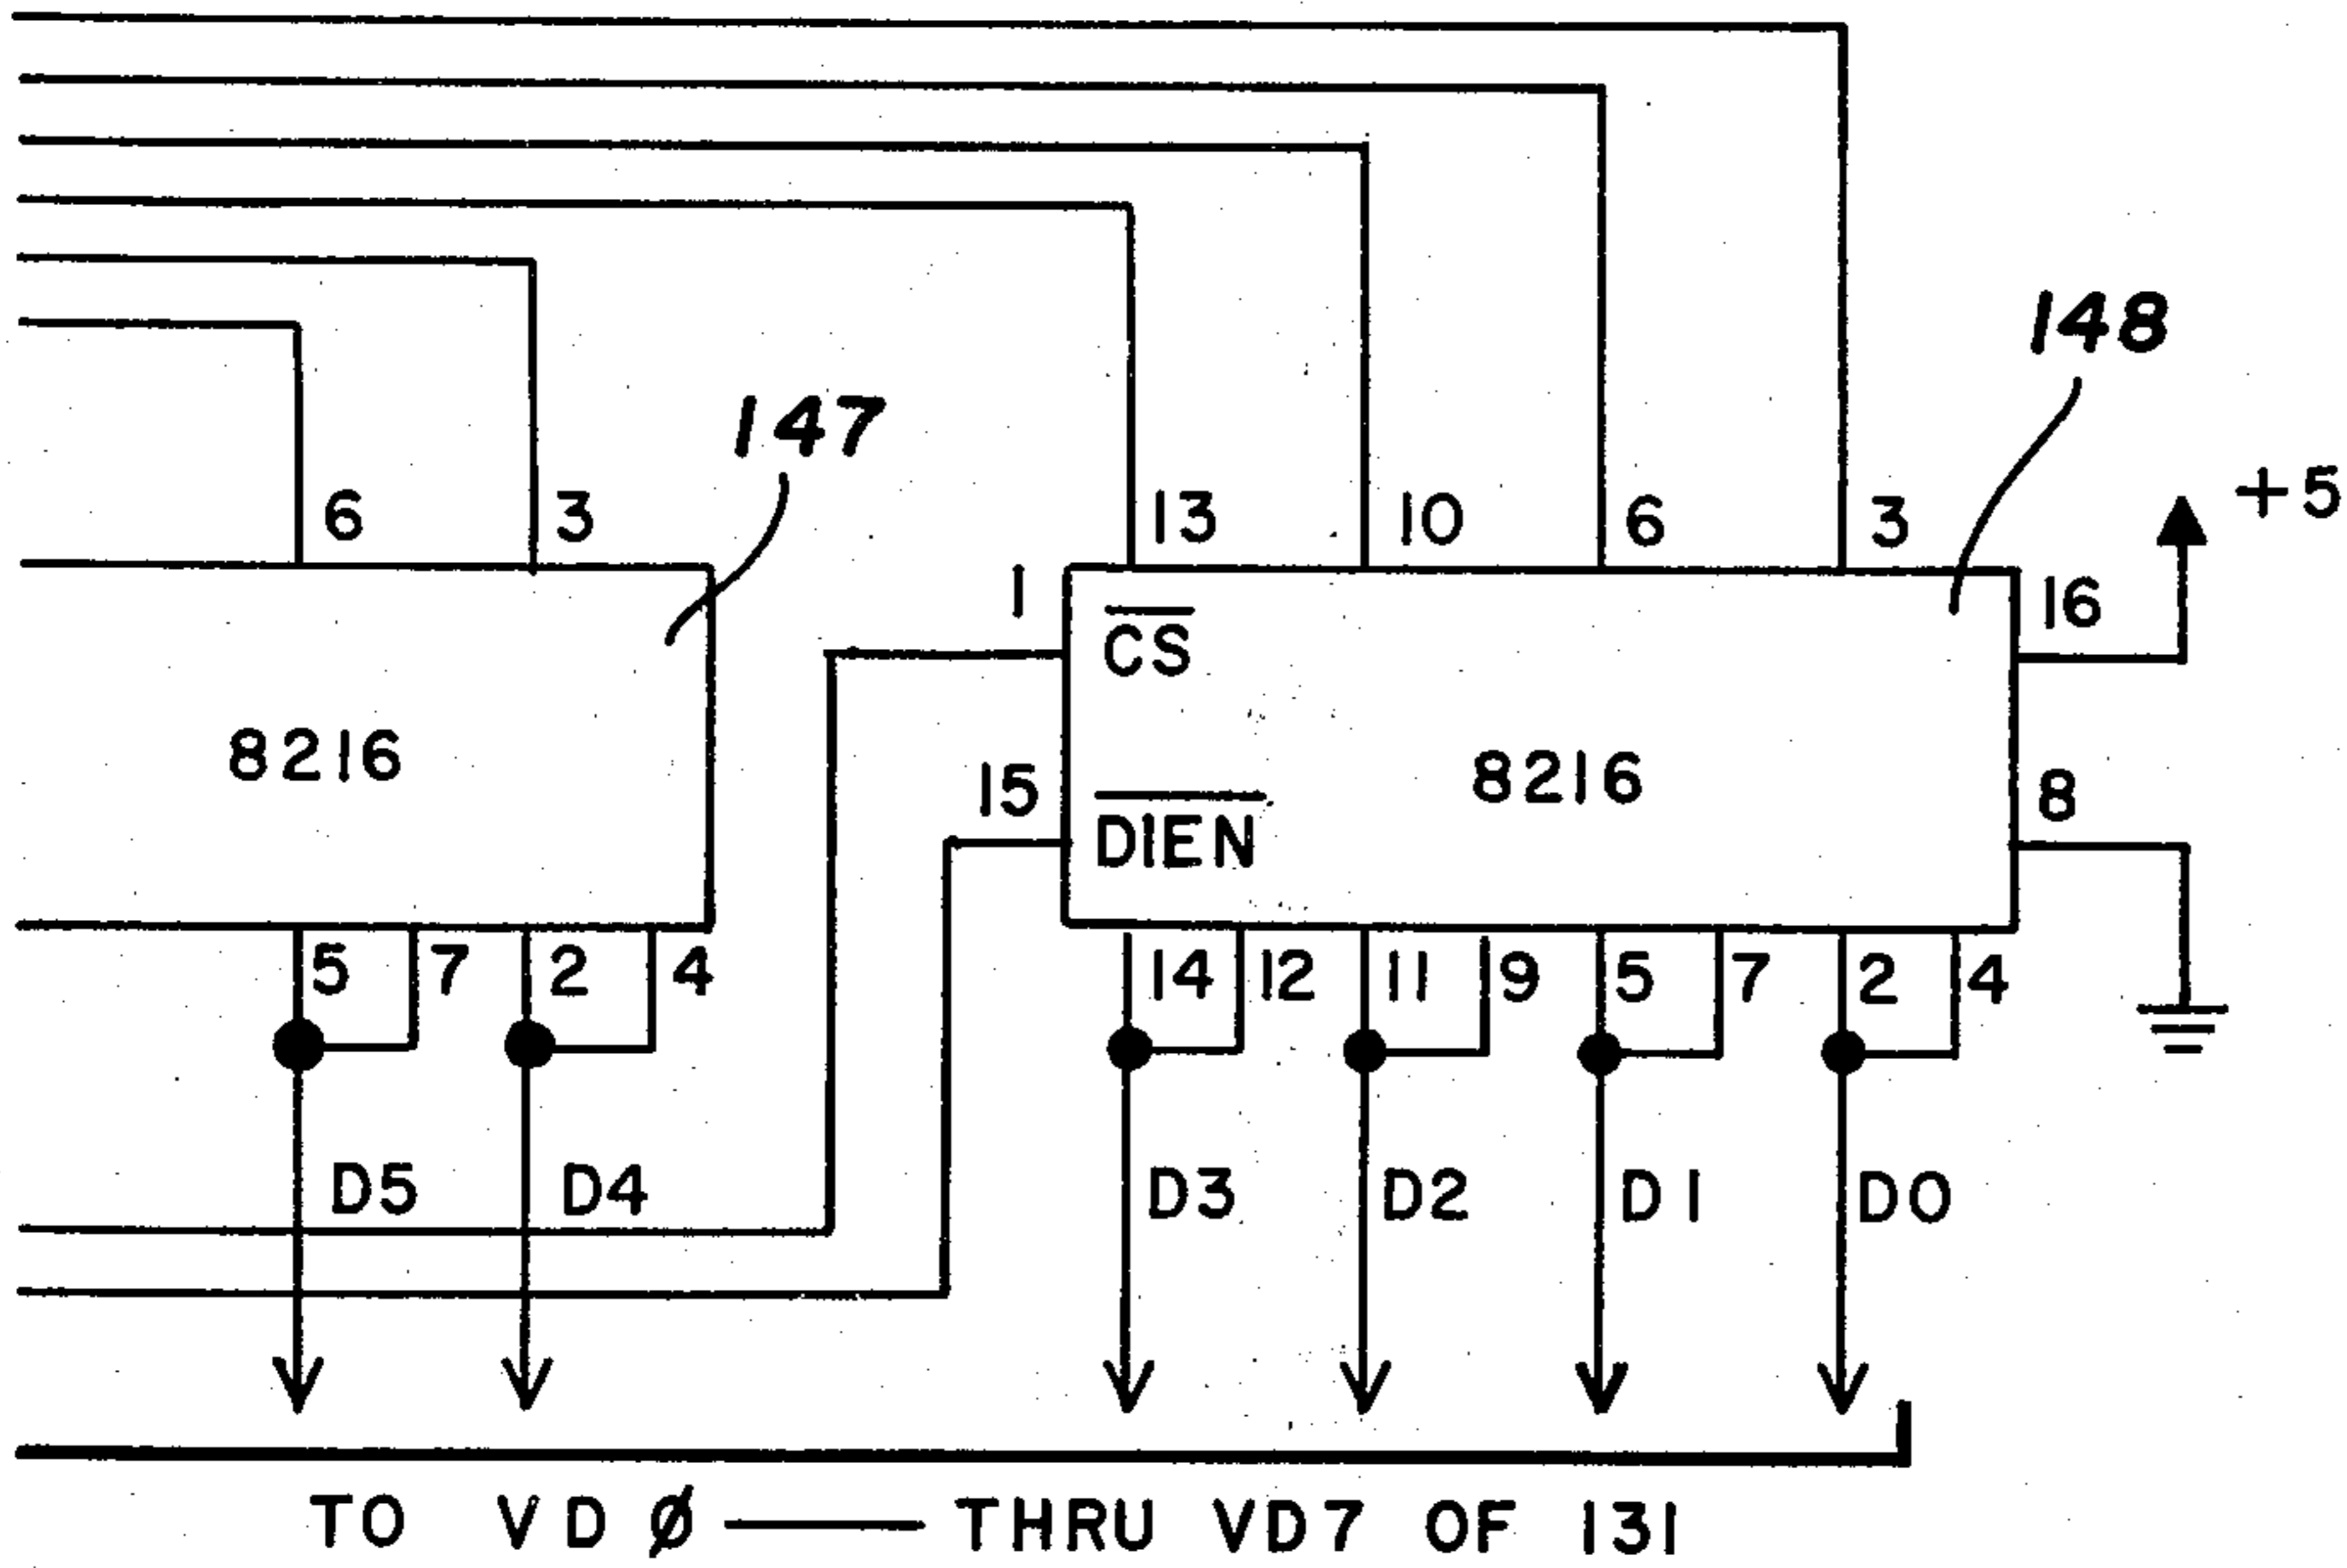 148
147
+5
6 3 13 10 6 3
1 16
CS
8216 8216
15 8
DIEN
5 7 2 4 14 12 11 9 5 7 2 4
D5 D4 D3 D2 D1 D0
TO VDØ — THRU VD7 OF 131